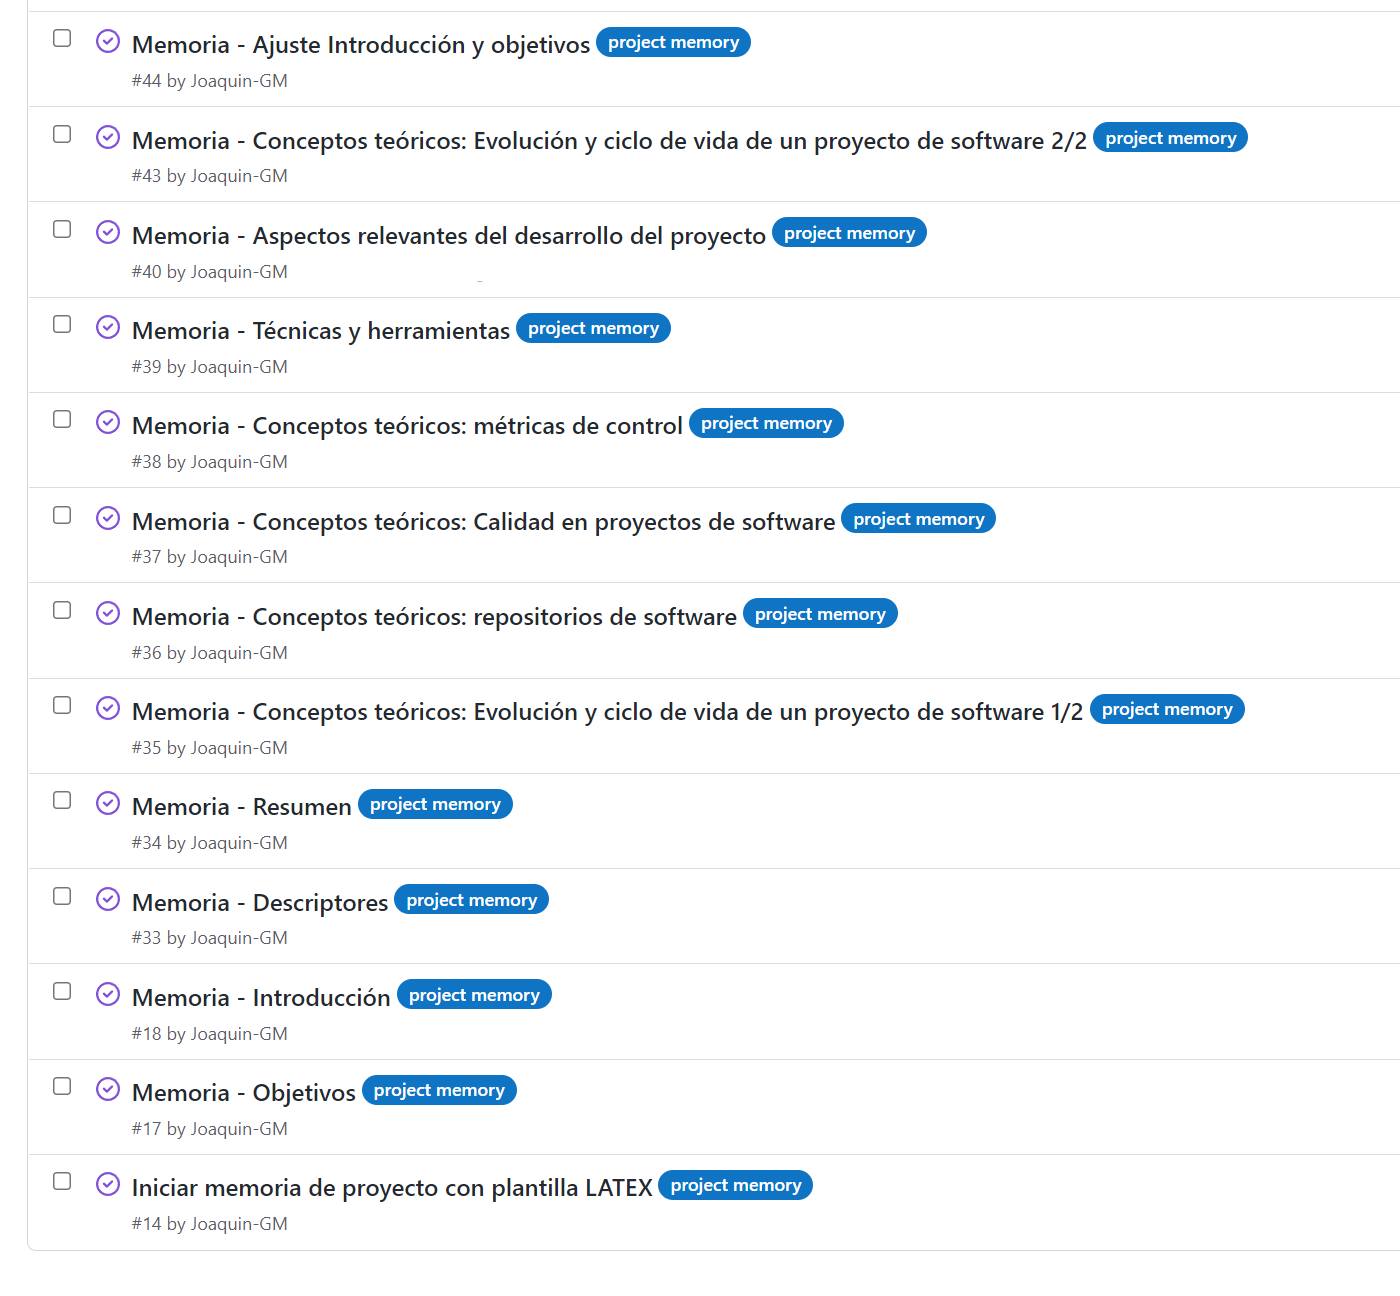 Memoria - Ajuste Introducción y objetivos project memory
#44 by Joaquin-GM
Memoria - Conceptos teóricos: Evolución y ciclo de vida de un proyecto de software 2/2 project memory
#43 by Joaquin-GM
Memoria - Aspectos relevantes del desarrollo del proyecto project memory
#40 by Joaquin-GM
Memoria - Técnicas y herramientas project memory
#39 by Joaquin-GM
Memoria - Conceptos teóricos: métricas de control project memory
#38 by Joaquin-GM
Memoria - Conceptos teóricos: Calidad en proyectos de software project memory
#37 by Joaquin-GM
Memoria - Conceptos teóricos: repositorios de software project memory
#36 by Joaquin-GM
Memoria - Conceptos teóricos: Evolución y ciclo de vida de un proyecto de software 1/2 project memory
#35 by Joaquin-GM
Memoria - Resumen project memory
#34 by Joaquin-GM
Memoria - Descriptores project memory
#33 by Joaquin-GM
Memoria - Introducción project memory
#18 by Joaquin-GM
Memoria - Objetivos project memory
#17 by Joaquin-GM
Iniciar memoria de proyecto con plantilla LATEX project memory
#14 by Joaquin-GM